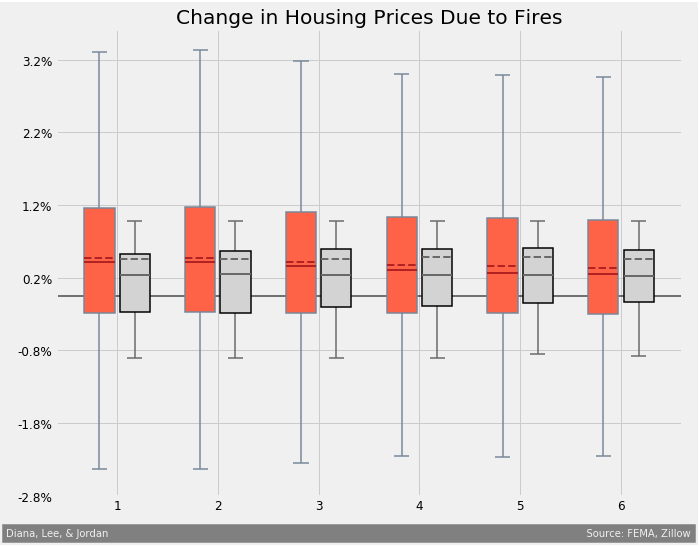 Change in Housing Prices Due to Fires
3.2%
2.2%
1.2%
0.2%
-0.8%
-1.8%
-2.8%
1 2 3 4 5 6
Diana, Lee, & Jordan Source: FEMA, Zillow